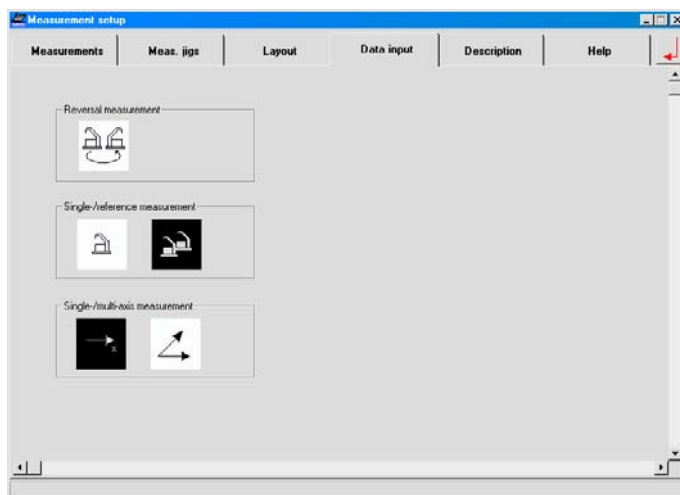 Measurement setup
Measurements Meas. jigs Layout Data input Description Help
Reversal measurement
Single-/reference measurement
Single-/multi-axis measurement
x